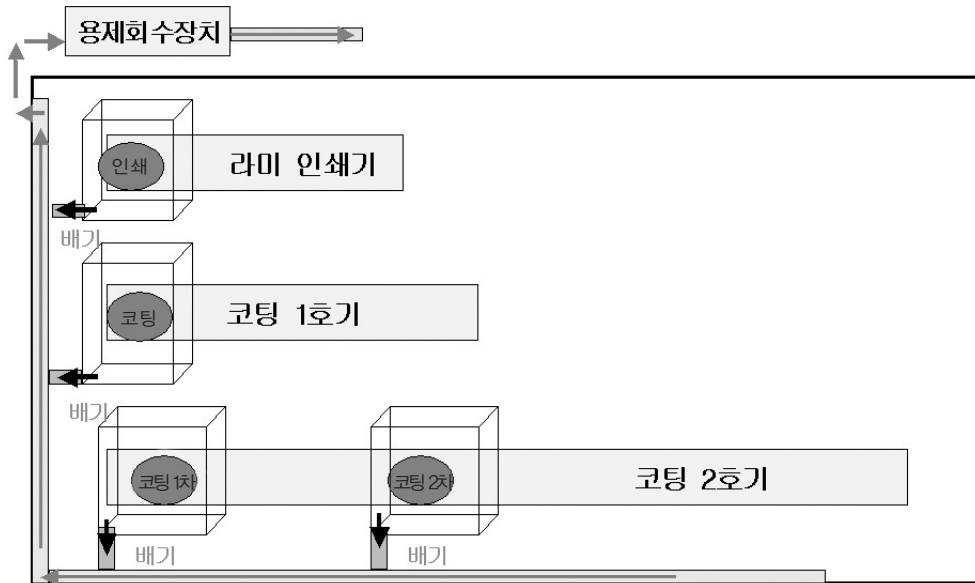 용제회수장치
인쇄
라미 인쇄기
배기
코팅
코팅 1호기
배기
코팅 1차
코팅 2차
코팅 2호기
배기
배기